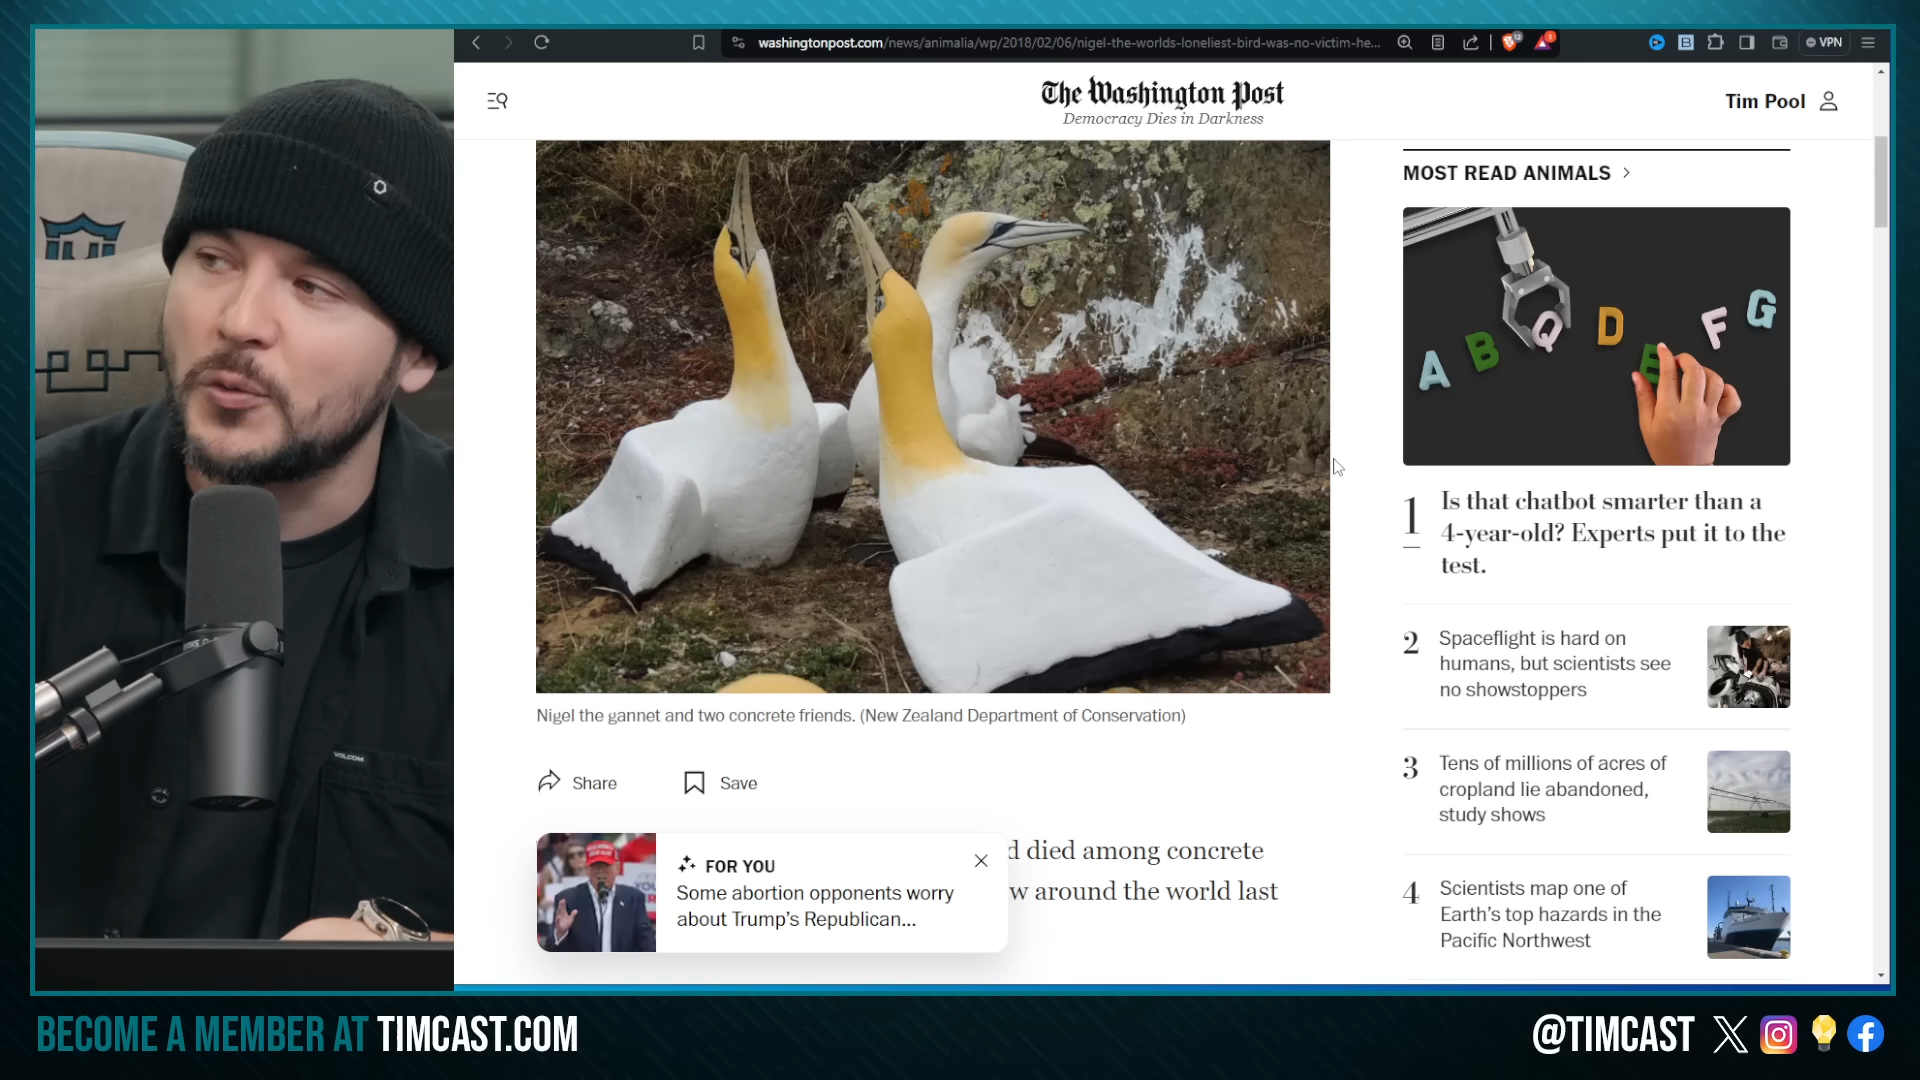 washingtonpost.com/news/animalia/wp/2018/02/06/nigel-the-worlds-loneliest-bird-was-no-victim-he...
VPN
The Washington Post
Democracy Dies in Darkness
Tim Pool
MOST READ ANIMALS
A B Q D E F G
1
Is that chatbot smarter than a
4-year-old? Experts put it to the
test.
2
Spaceflight is hard on
humans, but scientists see
no showstoppers
3
Tens of millions of acres of
cropland lie abandoned,
study shows
4
Scientists map one of
Earth's top hazards in the
Pacific Northwest
Nigel the gannet and two concrete friends. (New Zealand Department of Conservation)
Share
Save
FOR YOU
Some abortion opponents worry
about Trump's Republican...
d died among concrete
w around the world last
VOLCOM
BECOME A MEMBER AT TIMCAST.COM
@TIMCAST